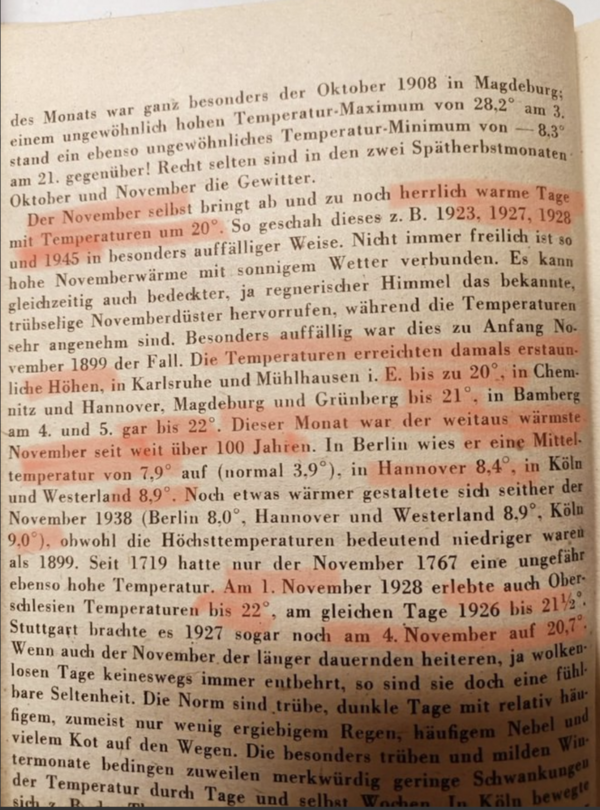 des Monats war ganz besonders der Oktober 1908 in Magdeburg;
einem ungewöhnlich hohen Temperatur-Maximum von 28,2° am 3.
stand ein ebenso ungewöhnliches Temperatur-Minimum von — 8,3°
am 21. gegenüber! Recht selten sind in den zwei Spätherbstmonaten
Oktober und November die Gewitter.
Der November selbst bringt ab und zu noch herrlich warme Tage
mit Temperaturen um 20°. So geschah dieses z. B. 1923, 1927, 1928
und 1945 in besonders auffälliger Weise. Nicht immer freilich ist so
hohe Novemberwärme mit sonnigem Wetter verbunden. Es kann
gleichzeitig auch bedeckter, ja regnerischer Himmel das bekannte,
trübselige Novemberdüster hervorrufen, während die Temperaturen
sehr angenehm sind. Besonders auffällig war dies zu Anfang No-
vember 1899 der Fall. Die Temperaturen erreichten damals erstaun-
liche Höhen, in Karlsruhe und Mühlhausen i. E. bis zu 20°, in Chem-
nitz und Hannover, Magdeburg und Grünberg bis 21°, in Bamberg
am 4. und 5. gar bis 22°. Dieser Monat war der weitaus wärmste
November seit weit über 100 Jahren. In Berlin wies er eine Mittel-
temperatur von 7,9° auf (normal 3,9°), in Hannover 8,4°, in Köln
und Westerland 8,9°. Noch etwas wärmer gestaltete sich seither der
November 1938 (Berlin 8,0°, Hannover und Westerland 8,9°, Köln
9,0°), obwohl die Höchsttemperaturen bedeutend niedriger waren
als 1899. Seit 1719 hatte nur der November 1767 eine ungefähr
ebenso hohe Temperatur. Am 1. November 1928 erlebte auch Ober-
schlesien Temperaturen bis 22°, am gleichen Tage 1926 bis 21½°.
Stuttgart brachte es 1927 sogar noch am 4. November auf 20,7°.
Wenn auch der November der länger dauernden heiteren, ja wolken-
losen Tage keineswegs immer entbehrt, so sind sie doch eine fühl-
bare Seltenheit. Die Norm sind trübe, dunkle Tage mit relativ häu-
figem, zumeist nur wenig ergiebigem Regen, häufigem Nebel und
vielem Kot auf den Wegen. Die besonders trüben und milden Win-
termonate bedingen zuweilen merkwürdig geringe Schwankungen
der Temperatur durch Tage und selbst Wochen. In Köln bewegte
sich z. B.